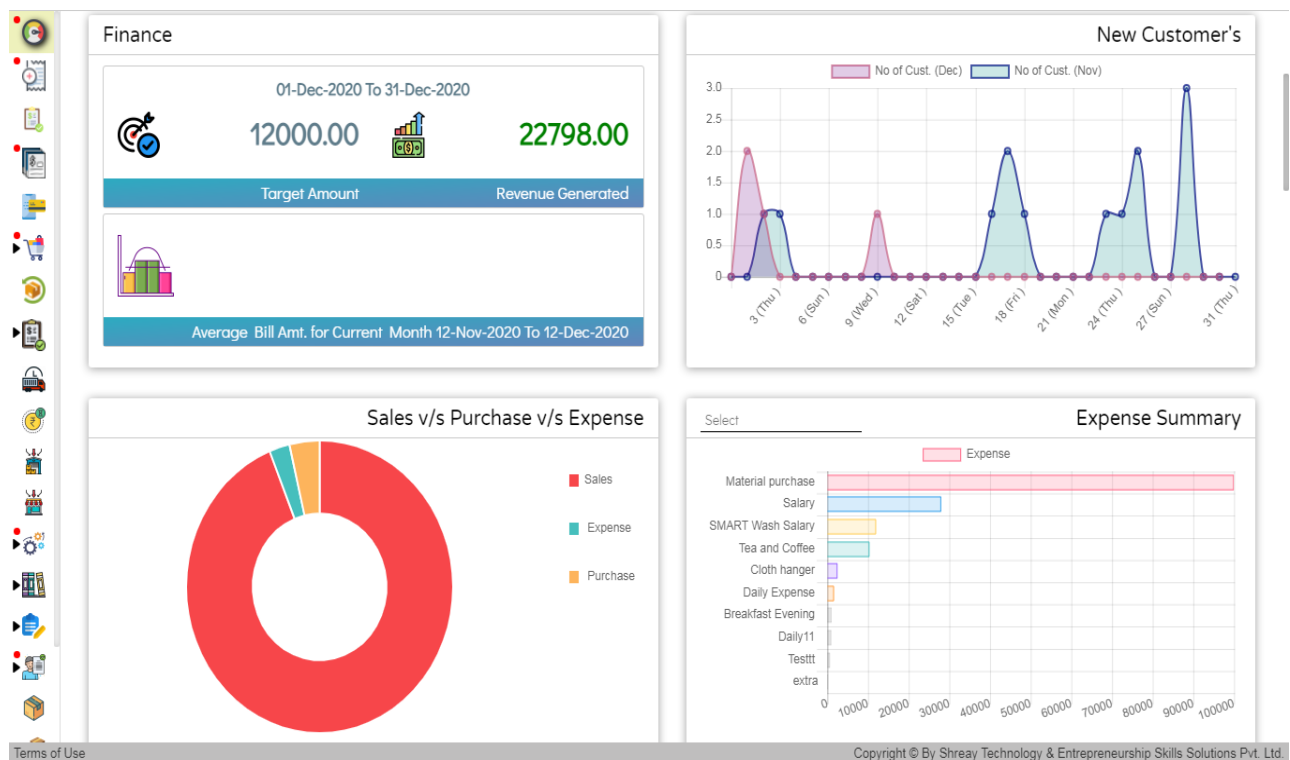 Finance
01-Dec-2020 To 31-Dec-2020
12000.00
22798.00
Target Amount
Revenue Generated
Average Bill Amt. for Current Month 12-Nov-2020 To 12-Dec-2020
New Customer's
No of Cust. (Dec)
No of Cust. (Nov)
3.0
2.5
2.0
1.5
1.0
0.5
0
3 (Thu )
6 (Sun )
9 (Wed )
12 (Sat )
15 (Tue )
18 (Fri )
21 (Mon )
24 (Thu )
27 (Sun )
31 (Thu )
Sales v/s Purchase v/s Expense
Sales
Expense
Purchase
Select
Expense Summary
Expense
Material purchase
Salary
SMART Wash Salary
Tea and Coffee
Cloth hanger
Daily Expense
Breakfast Evening
Daily11
Testtt
extra
0
10000
20000
30000
40000
50000
60000
70000
80000
90000
100000
Terms of Use
Copyright © By Shreay Technology & Entrepreneurship Skills Solutions Pvt. Ltd.